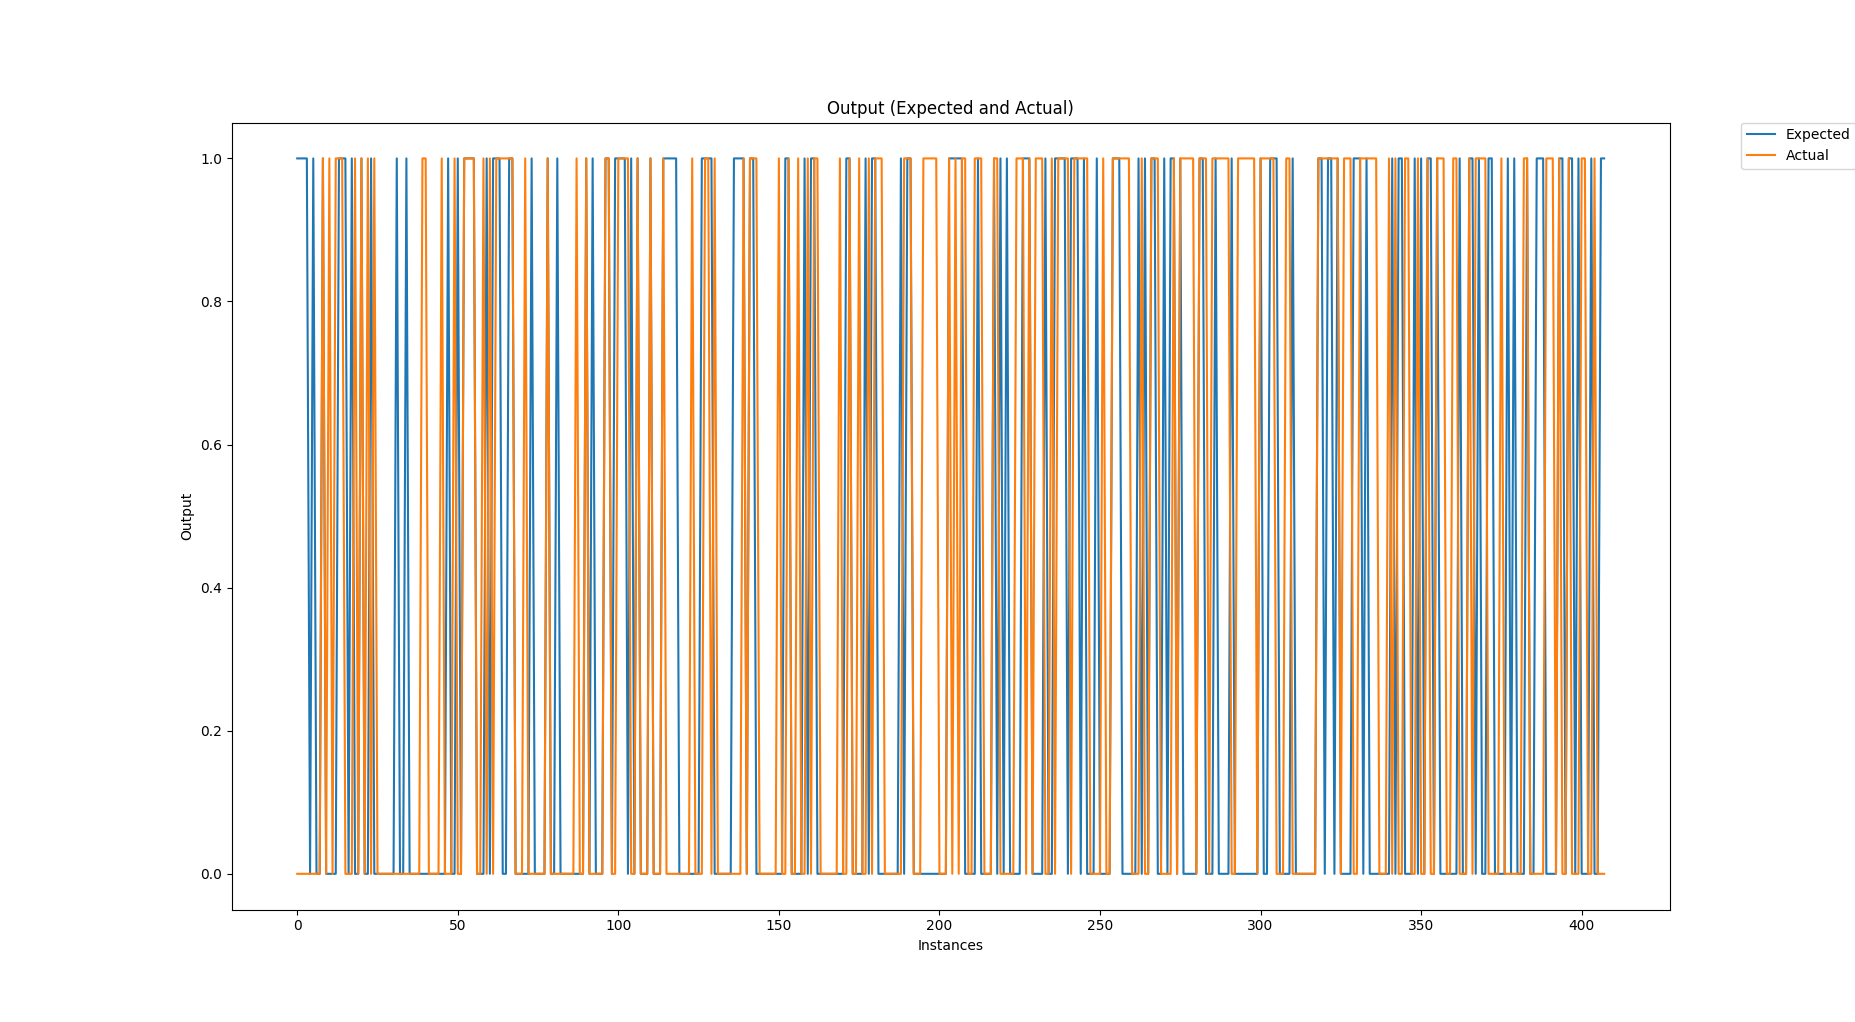 Output (Expected and Actual)
Expected
Actual
1.0
0.8
0.6
0.4
0.2
0.0
Output
0 50 100 150 200 250 300 350 400
Instances